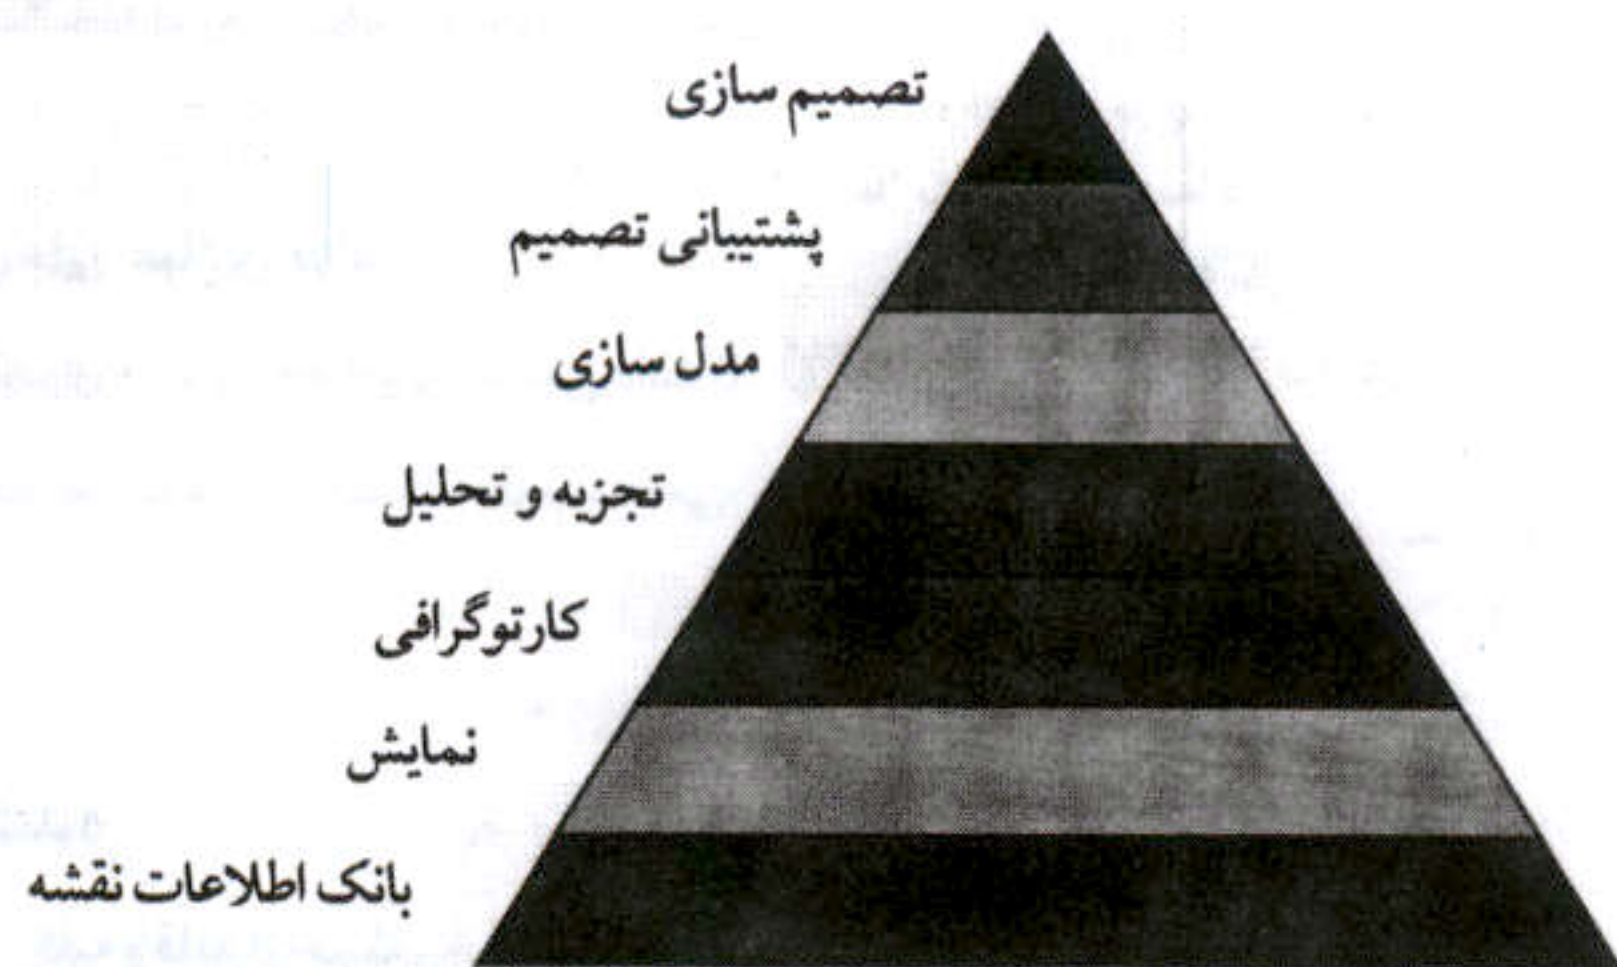 تصمیم سازی
پشتیبانی تصمیم
مدل سازی
تجزیه و تحلیل
کارتوگرافی
نمایش
بانک اطلاعات نقشه